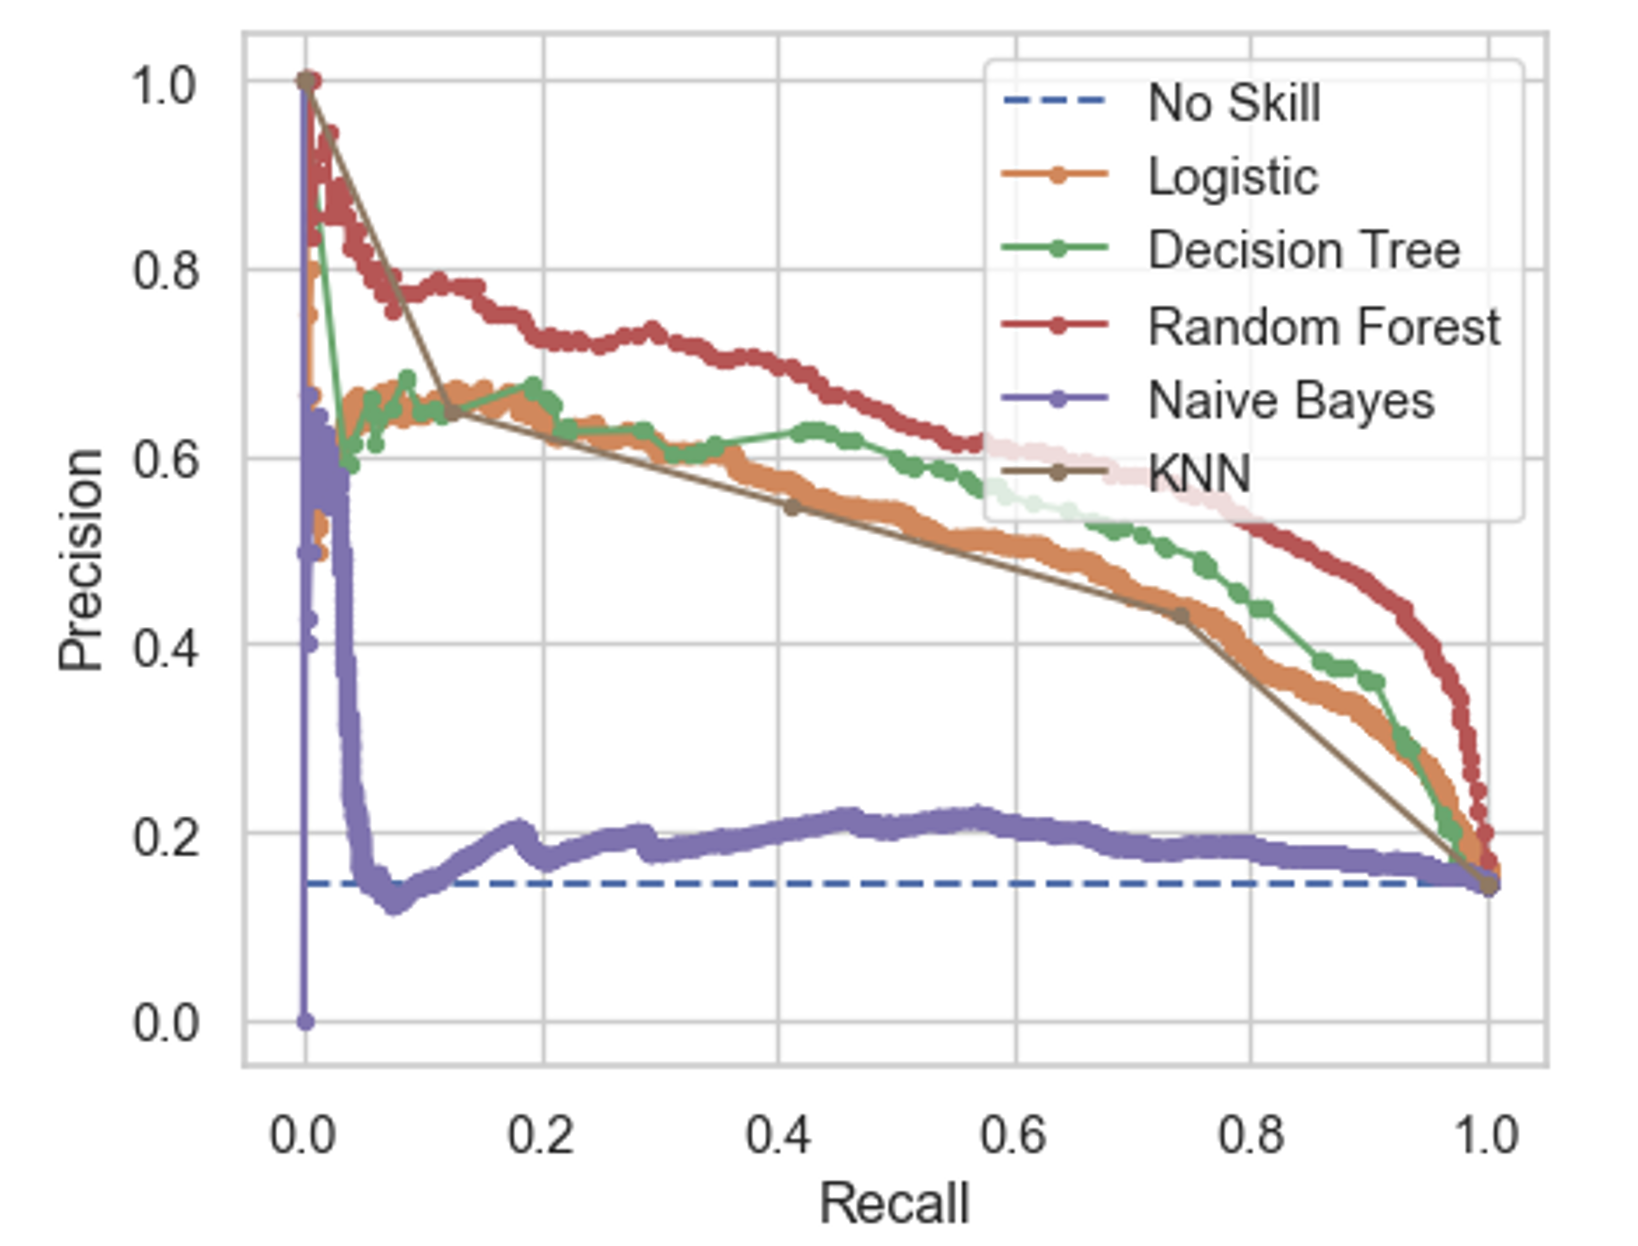 1.0
0.8
0.6
0.4
0.2
0.0
Precision
No Skill
Logistic
Decision Tree
Random Forest
Naive Bayes
KNN
0.0 0.2 0.4 0.6 0.8 1.0
Recall